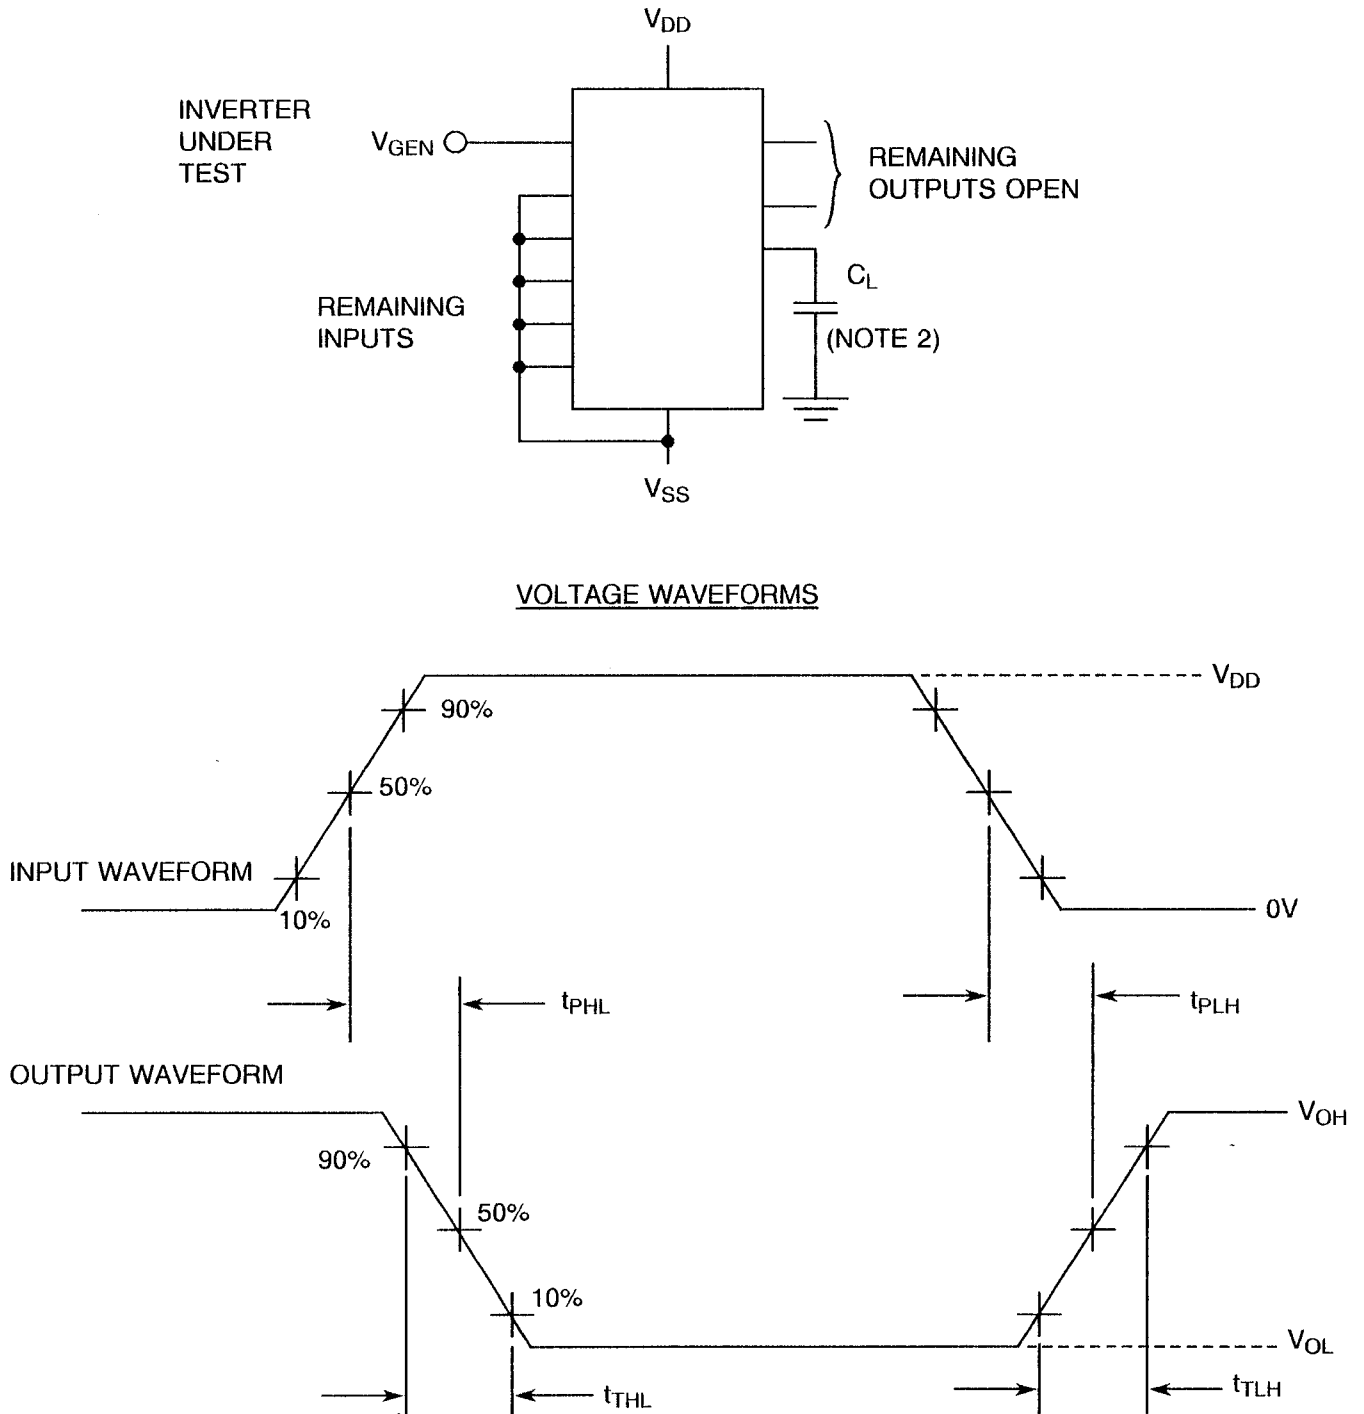 VDD
INVERTER
UNDER
TEST
VGEN
REMAINING
OUTPUTS OPEN
CL
(NOTE 2)
REMAINING
INPUTS
VSS
VOLTAGE WAVEFORMS
VDD
90%
50%
INPUT WAVEFORM
10%
0V
tPHL
tPLH
OUTPUT WAVEFORM
VOH
90%
50%
10%
VOL
tTHL
tTLH